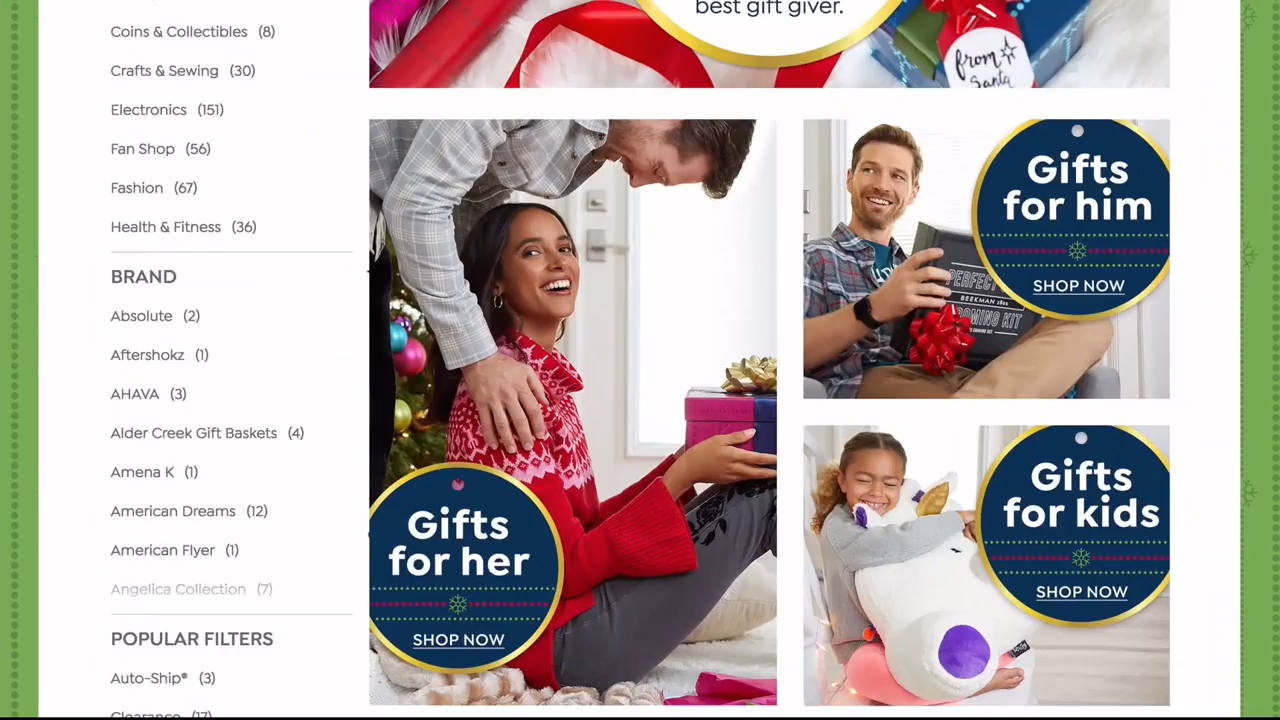 best gift giver.
from
Santa
Coins & Collectibles (8)
Crafts & Sewing (30)
Electronics (151)
Fan Shop (56)
Fashion (67)
Health & Fitness (36)
BRAND
Absolute (2)
Aftershokz (1)
AHAVA (3)
Alder Creek Gift Baskets (4)
Amena K (1)
American Dreams (12)
American Flyer (1)
Angelica Collection (7)
POPULAR FILTERS
Auto-Ship® (3)
Clearance (17)
Gifts
for her
SHOP NOW
Gifts
for him
SHOP NOW
PERFECT
BEEKMAN 1802
KIT
Gifts
for kids
SHOP NOW